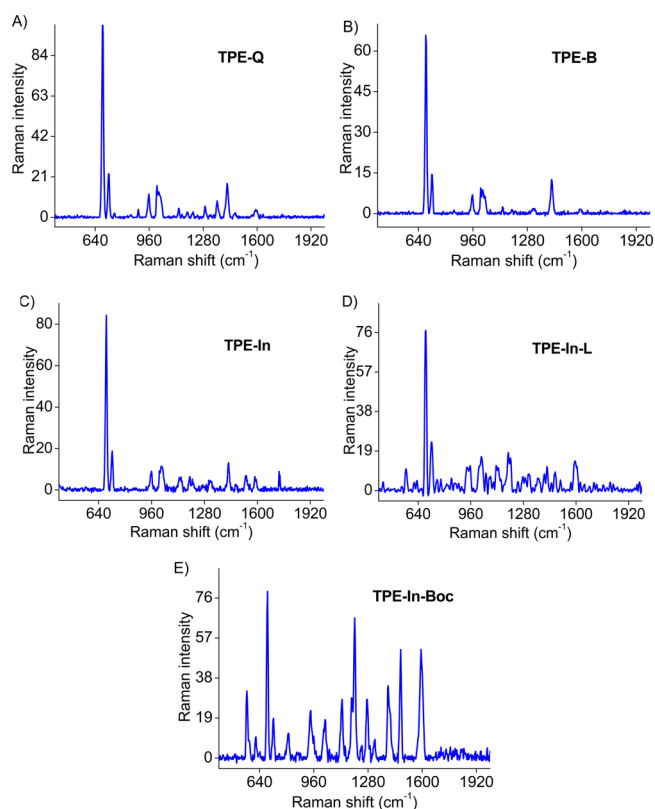 A)
TPE-Q
Raman intensity
84
63
42
21
0
640 960 1280 1600 1920
Raman shift (cm⁻¹)
B)
TPE-B
Raman intensity
60
45
30
15
0
640 960 1280 1600 1920
Raman shift (cm⁻¹)
C)
TPE-In
Raman intensity
80
60
40
20
0
640 960 1280 1600 1920
Raman shift (cm⁻¹)
D)
TPE-In-L
Raman intensity
76
57
38
19
0
640 960 1280 1600 1920
Raman shift (cm⁻¹)
E)
TPE-In-Boc
Raman intensity
76
57
38
19
0
640 960 1280 1600 1920
Raman shift (cm⁻¹)